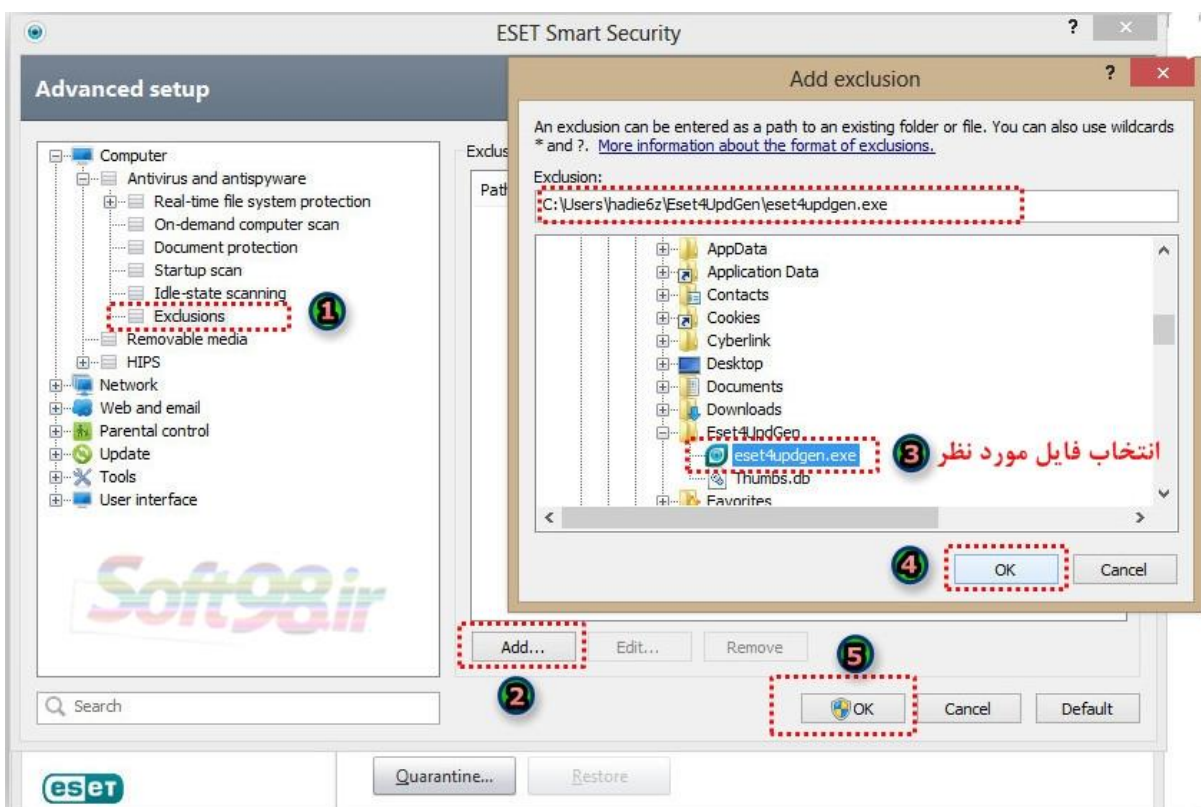 ESET Smart Security
?
Advanced setup
Computer
Antivirus and antispyware
Real-time file system protection
On-demand computer scan
Document protection
Startup scan
Idle-state scanning
Exclusions
1
Removable media
HIPS
Network
Web and email
Parental control
Update
Tools
User interface
Soft98.ir
Search
Exclus
Path
Add...
Edit...
Remove
2
5
OK
Cancel
Default
Add exclusion
?
An exclusion can be entered as a path to an existing folder or file. You can also use wildcards
* and ?. More information about the format of exclusions.
Exclusion:
C:\Users\hadie6z\Eset4UpdGen\eset4updgen.exe
AppData
Application Data
Contacts
Cookies
Cyberlink
Desktop
Documents
Downloads
Eset4UpdGen
eset4updgen.exe
3 انتخاب فایل مورد نظر
Thumbs.db
Favorites
4
OK
Cancel
eset
Quarantine...
Restore